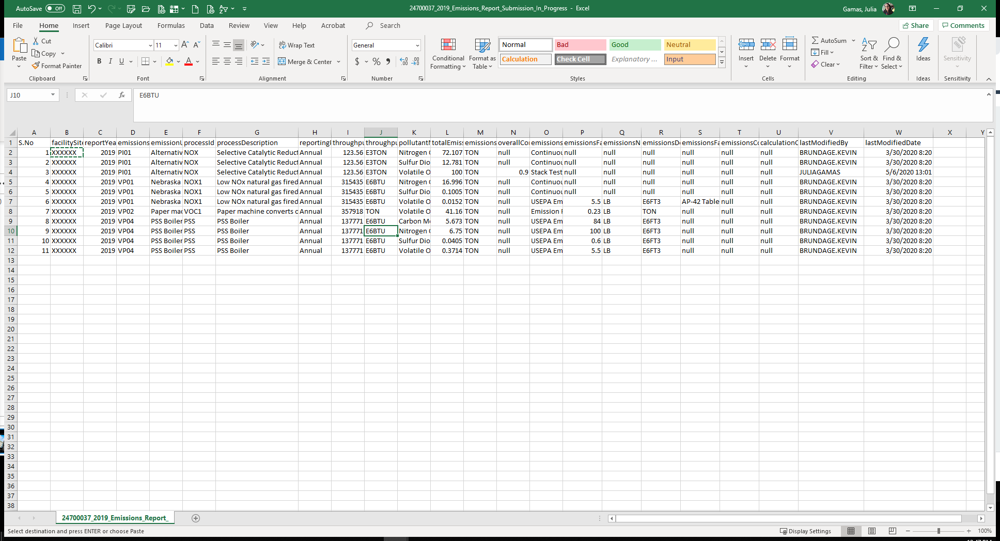 AutoSave Off 24700037_2019_Emissions_Report_Submission_In_Progress - Excel Gamas, Julia
File Home Insert Page Layout Formulas Data Review View Help Acrobat Search Share Comments
Paste Cut Copy Format Painter Clipboard
Calibri 11 B I U A Font
Wrap Text Merge & Center Alignment
General $ % Number
Conditional Formatting Format as Table Normal Bad Good Neutral Calculation Check Cell Explanatory ... Input Styles
Insert Delete Format Cells
AutoSum Fill Clear Sort & Filter Find & Select Editing
Ideas Ideas
Sensitivity Sensitivity
J10 fx E6BTU
A B C D E F G H I J K L M N O P Q R S T U V W X Y
1 S.No facilitySite reportYea emissions emissionU processId processDescription reportingI throughpu throughpu pollutantN totalEmiss emissions overallCor emissions emissionsFa emissionsN emissionsDe emissionsFa emissionsCo calculationC lastModifiedBy lastModifiedDate
2 1 XXXXXX 2019 PI01 Alternativ NOX Selective Catalytic Reduct Annual 123.56 E3TON Nitrogen 72.107 TON null Continuou null null null null null null BRUNDAGE.KEVIN 3/30/2020 8:20
3 2 XXXXXX 2019 PI01 Alternativ NOX Selective Catalytic Reduct Annual 123.56 E3TON Sulfur Dio 12.781 TON null Continuou null null null null null null BRUNDAGE.KEVIN 3/30/2020 8:20
4 3 XXXXXX 2019 PI01 Alternativ NOX Selective Catalytic Reduct Annual 123.56 E3TON Volatile O 100 TON 0.9 Stack Test null null null null null null JULIAGAMAS 5/6/2020 13:01
5 4 XXXXXX 2019 VP01 Nebraska NOX1 Low NOx natural gas fired Annual 315435 E6BTU Nitrogen 16.996 TON null Continuou null null null null null null BRUNDAGE.KEVIN 3/30/2020 8:20
6 5 XXXXXX 2019 VP01 Nebraska NOX1 Low NOx natural gas fired Annual 315435 E6BTU Sulfur Dio 0.1005 TON null Continuou null null null null null null BRUNDAGE.KEVIN 3/30/2020 8:20
7 6 XXXXXX 2019 VP01 Nebraska NOX1 Low NOx natural gas fired Annual 315435 E6BTU Volatile O 0.0152 TON null USEPA Em 5.5 LB E6FT3 AP-42 Table null null BRUNDAGE.KEVIN 3/30/2020 8:20
8 7 XXXXXX 2019 VP02 Paper mac VOC1 Paper machine converts c Annual 357918 TON Volatile O 41.16 TON null Emission 0.23 LB TON null null null BRUNDAGE.KEVIN 3/30/2020 8:20
9 8 XXXXXX 2019 VP04 PSS Boiler PSS PSS Boiler Annual 137771 E6BTU Carbon Mo 5.673 TON null USEPA Em 84 LB E6FT3 null null null BRUNDAGE.KEVIN 3/30/2020 8:20
10 9 XXXXXX 2019 VP04 PSS Boiler PSS PSS Boiler Annual 137771 E6BTU Nitrogen 6.75 TON null USEPA Em 100 LB E6FT3 null null null BRUNDAGE.KEVIN 3/30/2020 8:20
11 10 XXXXXX 2019 VP04 PSS Boiler PSS PSS Boiler Annual 137771 E6BTU Sulfur Dio 0.0405 TON null USEPA Em 0.6 LB E6FT3 null null null BRUNDAGE.KEVIN 3/30/2020 8:20
12 11 XXXXXX 2019 VP04 PSS Boiler PSS PSS Boiler Annual 137771 E6BTU Volatile O 0.3714 TON null USEPA Em 5.5 LB E6FT3 null null null BRUNDAGE.KEVIN 3/30/2020 8:20
13
14
15
16
17
18
19
20
21
22
23
24
25
26
27
28
29
30
31
32
33
34
35
36
37
38
24700037_2019_Emissions_Report_
Select destination and press ENTER or choose Paste Display Settings 100%